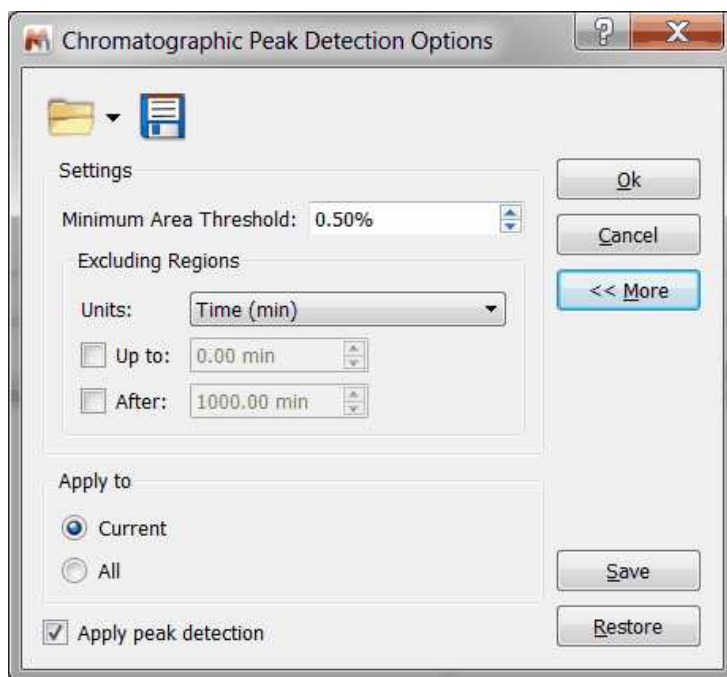 Chromatographic Peak Detection Options
Settings
Minimum Area Threshold: 0.50%
Excluding Regions
Units: Time (min)
Up to: 0.00 min
After: 1000.00 min
Apply to
Current
All
Apply peak detection
Ok
Cancel
<< More
Save
Restore